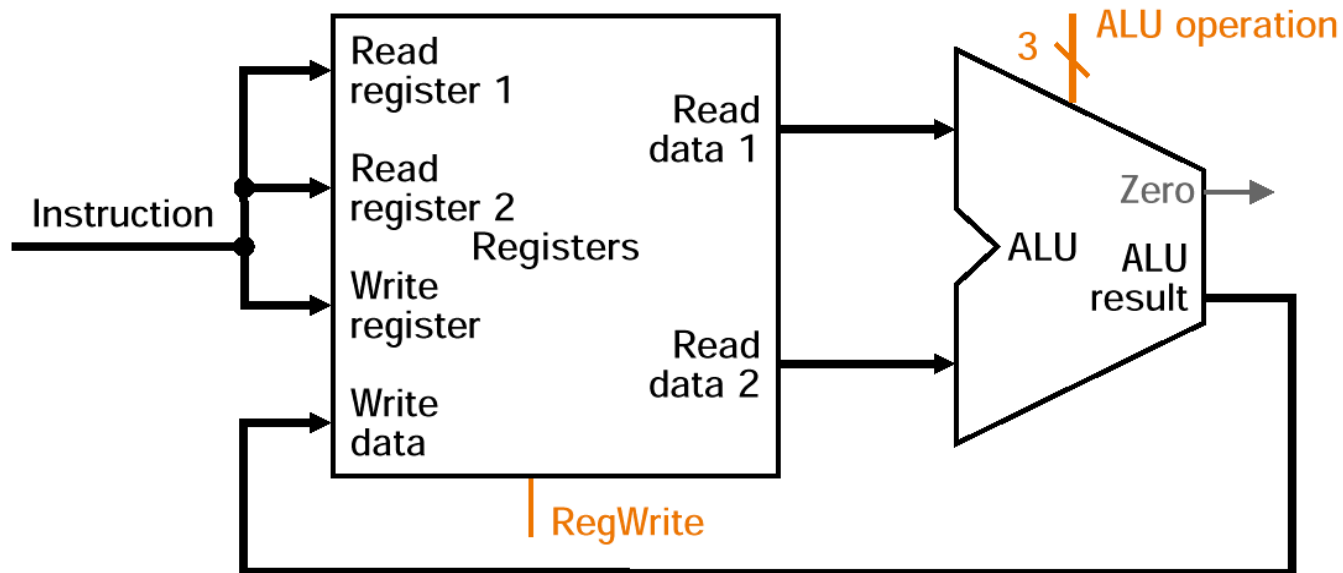 Instruction
Read
register 1
Read
register 2
Write
register
Write
data
Registers
Read
data 1
Read
data 2
RegWrite
3
ALU operation
Zero
ALU
ALU
result